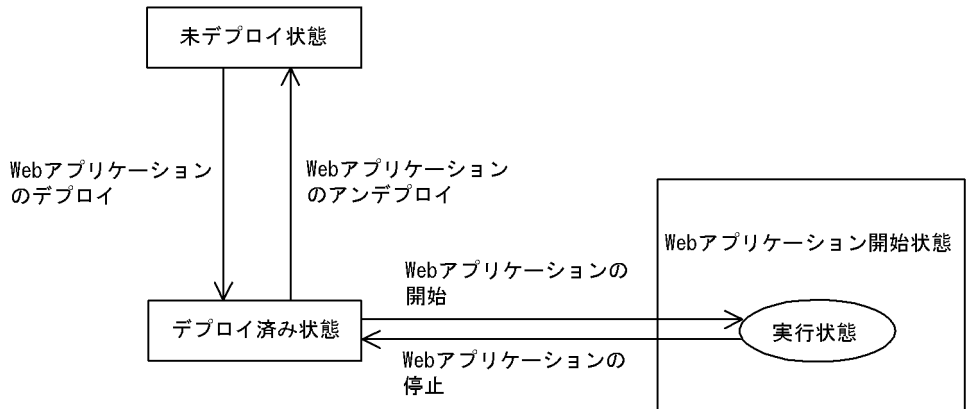 未デプロイ状態
Webアプリケーション
のデプロイ
Webアプリケーション
のアンデプロイ
Webアプリケーション開始状態
Webアプリケーションの
開始
デプロイ済み状態
実行状態
Webアプリケーションの
停止